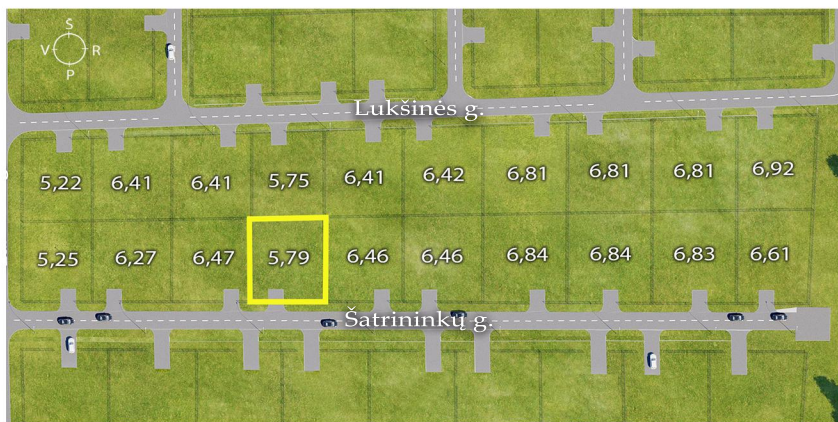 Š
V R
P
Lukšinės g.
5,22 6,41 6,41 5,75 6,41 6,42 6,81 6,81 6,81 6,92
5,25 6,27 6,47 5,79 6,46 6,46 6,84 6,84 6,83 6,61
Šatrininkų g.